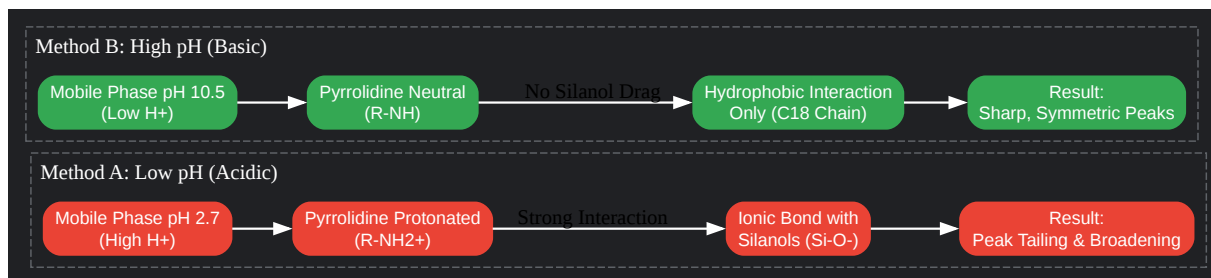 Method B: High pH (Basic)
Mobile Phase pH 10.5
(Low H+)
Pyrrolidine Neutral
(R-NH)
No Silanol Drag
Hydrophobic Interaction
Only (C18 Chain)
Result:
Sharp, Symmetric Peaks
Method A: Low pH (Acidic)
Mobile Phase pH 2.7
(High H+)
Pyrrolidine Protonated
(R-NH2+)
Strong Interaction
Ionic Bond with
Silanols (Si-O-)
Result:
Peak Tailing & Broadening